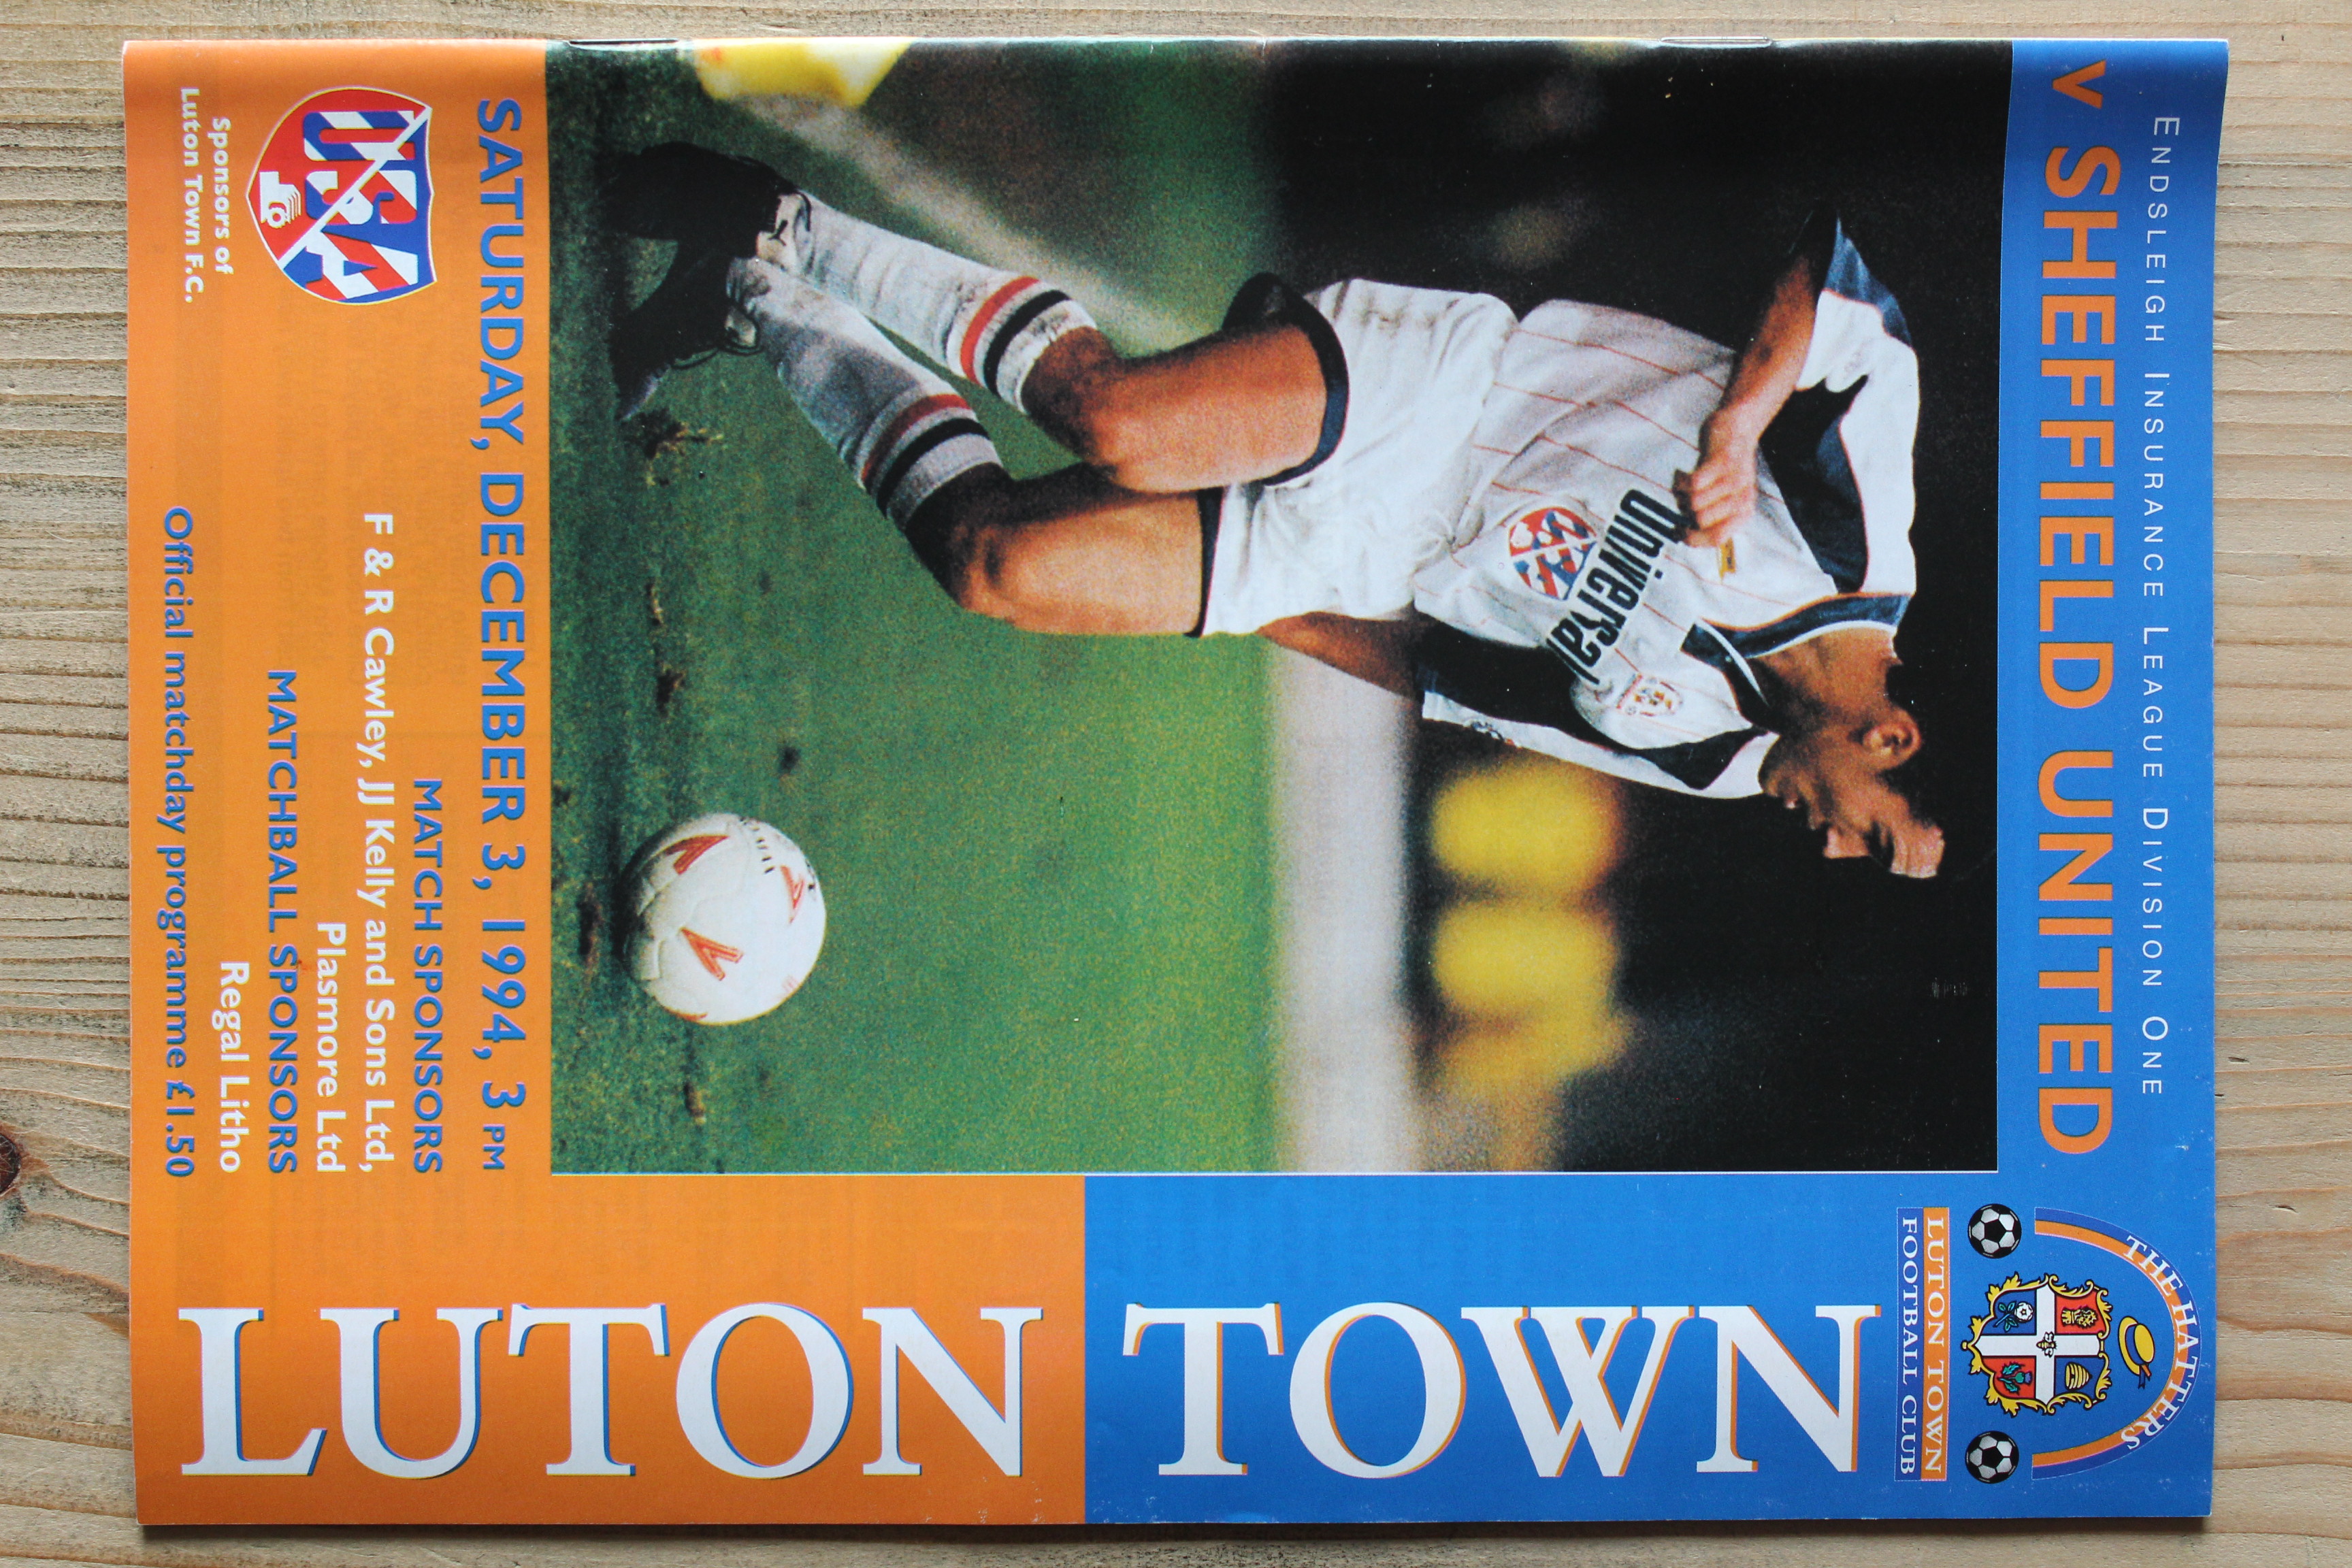 ENDSLEIGH INSURANCE LEAGUE DIVISION ONE
V SHEFFIELD UNITED
THE HATTERS
LUTON TOWN
FOOTBALL CLUB
Universal
USA
LUTON TOWN
SATURDAY, DECEMBER 3, 1994, 3 PM
USA
Sponsors of
Luton Town F.C.
MATCH SPONSORS
F & R Cawley, JJ Kelly and Sons Ltd,
Plasmore Ltd
MATCHBALL SPONSORS
Regal Litho
Official matchday programme £1.50